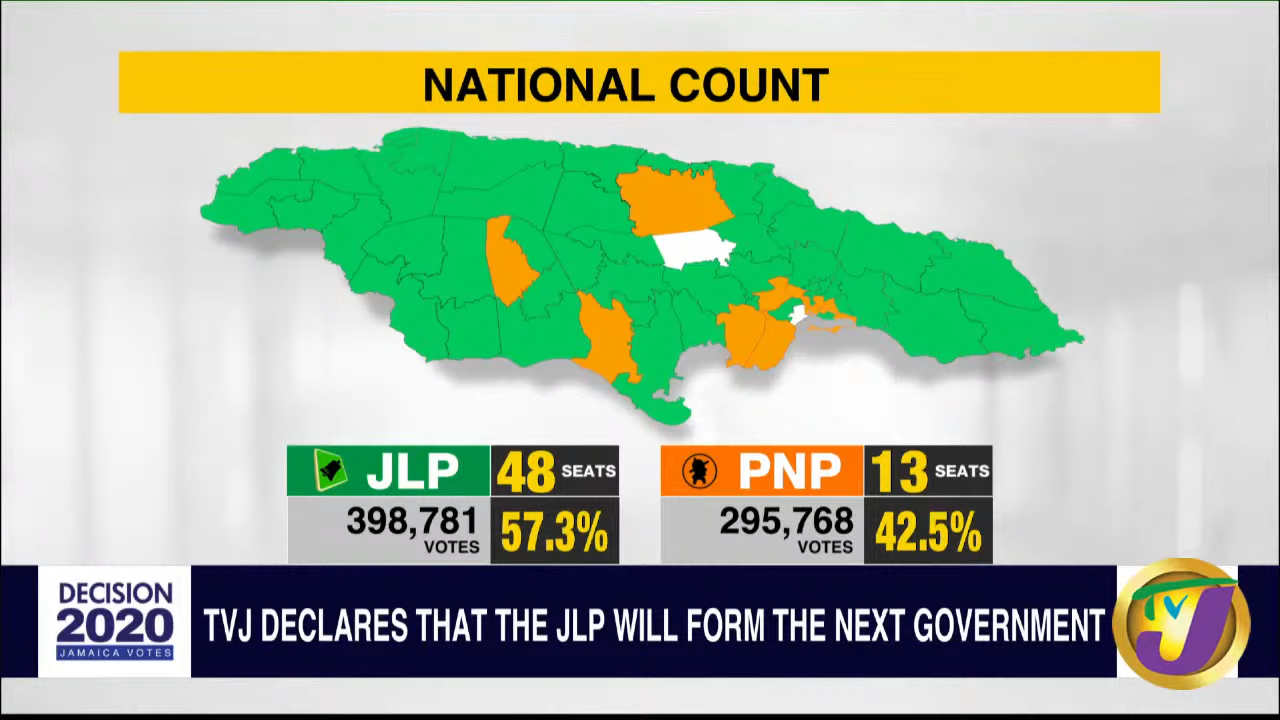 NATIONAL COUNT
JLP 48 SEATS
398,781 VOTES 57.3%
PNP 13 SEATS
295,768 VOTES 42.5%
DECISION
2020
JAMAICA VOTES
TVJ DECLARES THAT THE JLP WILL FORM THE NEXT GOVERNMENT
TVJ